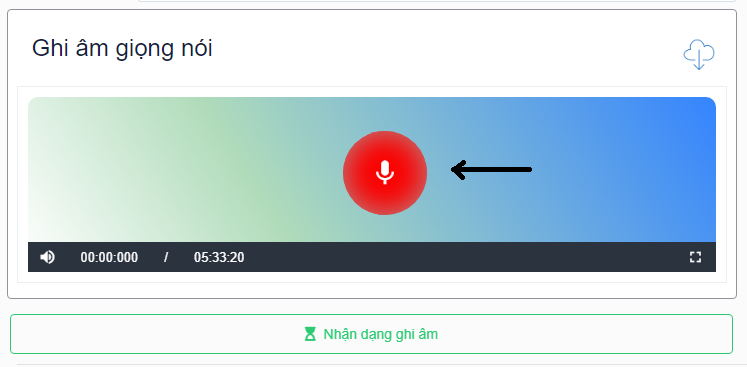 Ghi âm giọng nói
00:00:000 / 05:33:20
Nhận dạng ghi âm